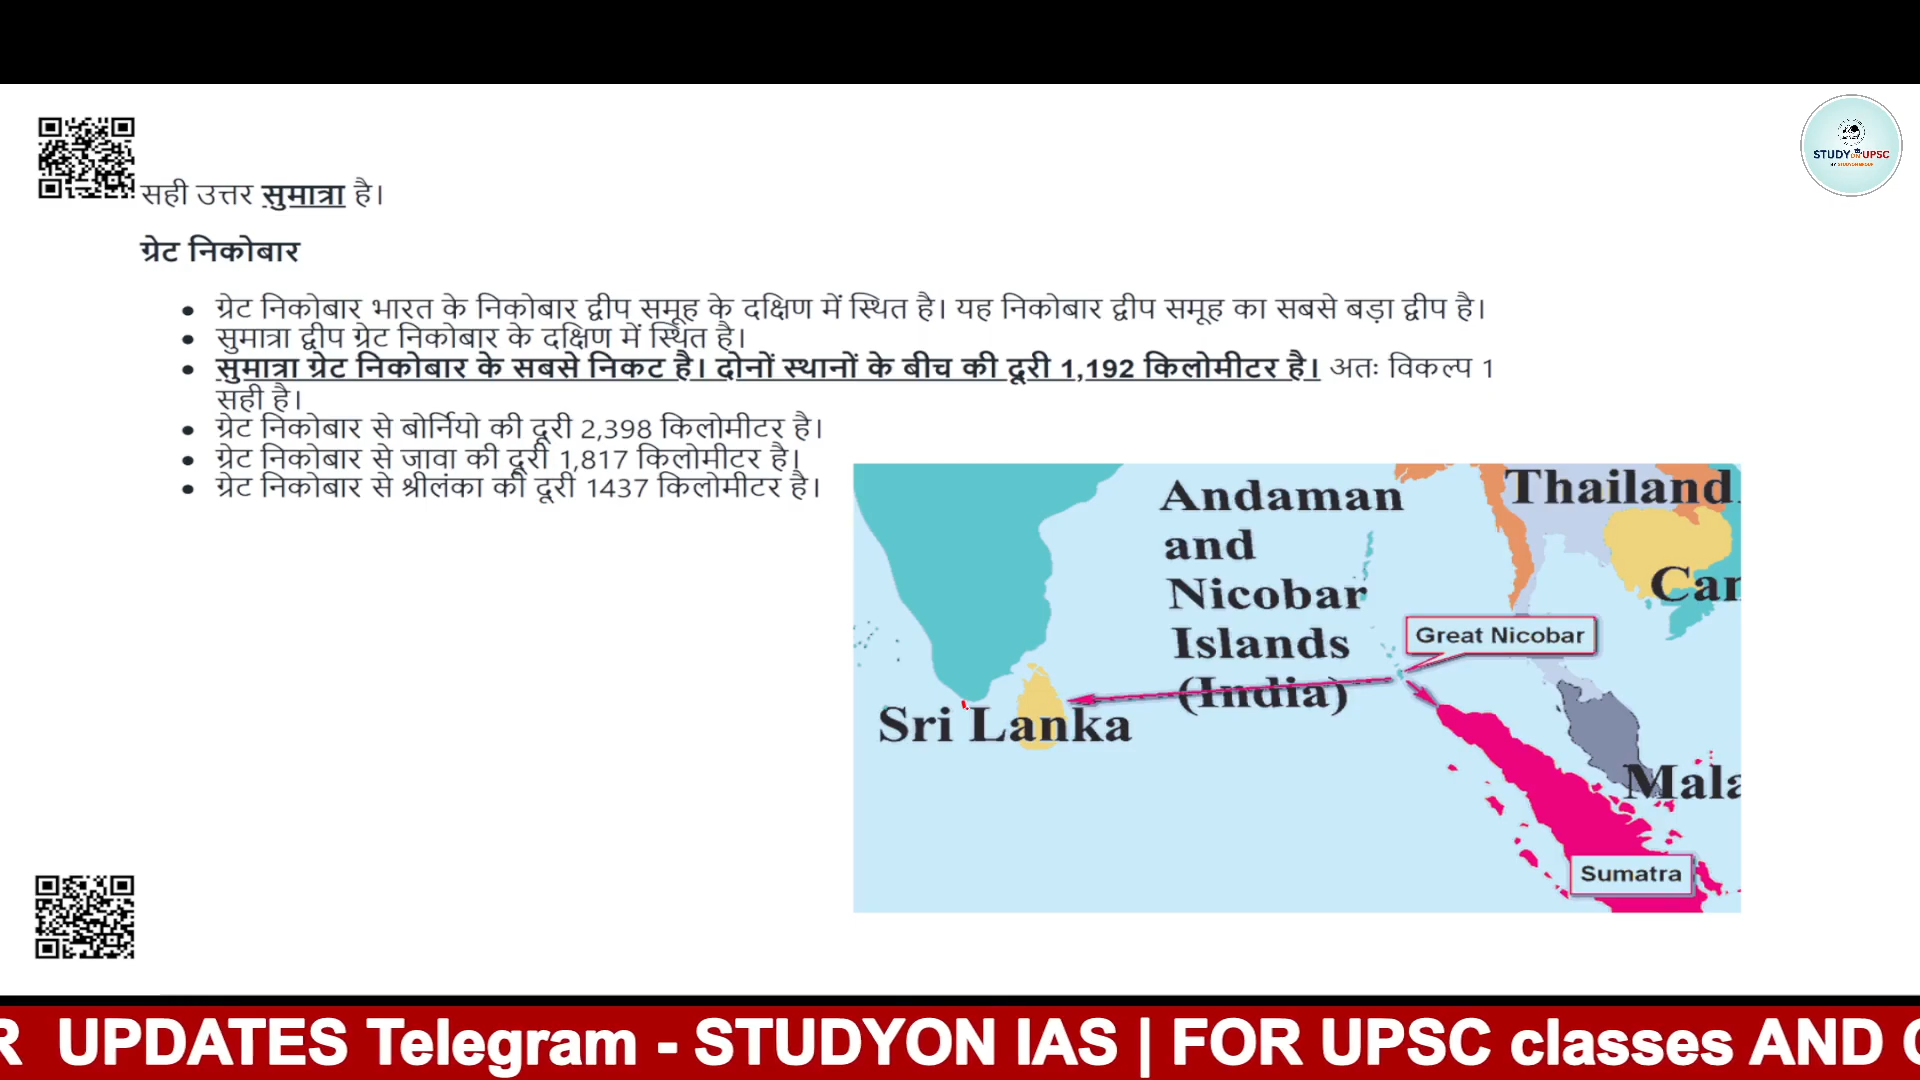 STUDY ON UPSC
सही उत्तर सुमात्रा है।
ग्रेट निकोबार
ग्रेट निकोबार भारत के निकोबार द्वीप समूह के दक्षिण में स्थित है। यह निकोबार द्वीप समूह का सबसे बड़ा द्वीप है।
सुमात्रा द्वीप ग्रेट निकोबार के दक्षिण में स्थित है।
सुमात्रा ग्रेट निकोबार के सबसे निकट है। दोनों स्थानों के बीच की दूरी 1,192 किलोमीटर है। अतः विकल्प 1
सही है।
ग्रेट निकोबार से बोर्नियो की दूरी 2,398 किलोमीटर है।
ग्रेट निकोबार से जावा की दूरी 1,817 किलोमीटर है।
ग्रेट निकोबार से श्रीलंका की दूरी 1437 किलोमीटर है।
Andaman
and
Nicobar
Islands
(India)
Thailand
Car
Great Nicobar
Sri Lanka
Mala
Sumatra
R UPDATES Telegram - STUDYON IAS | FOR UPSC classes AND